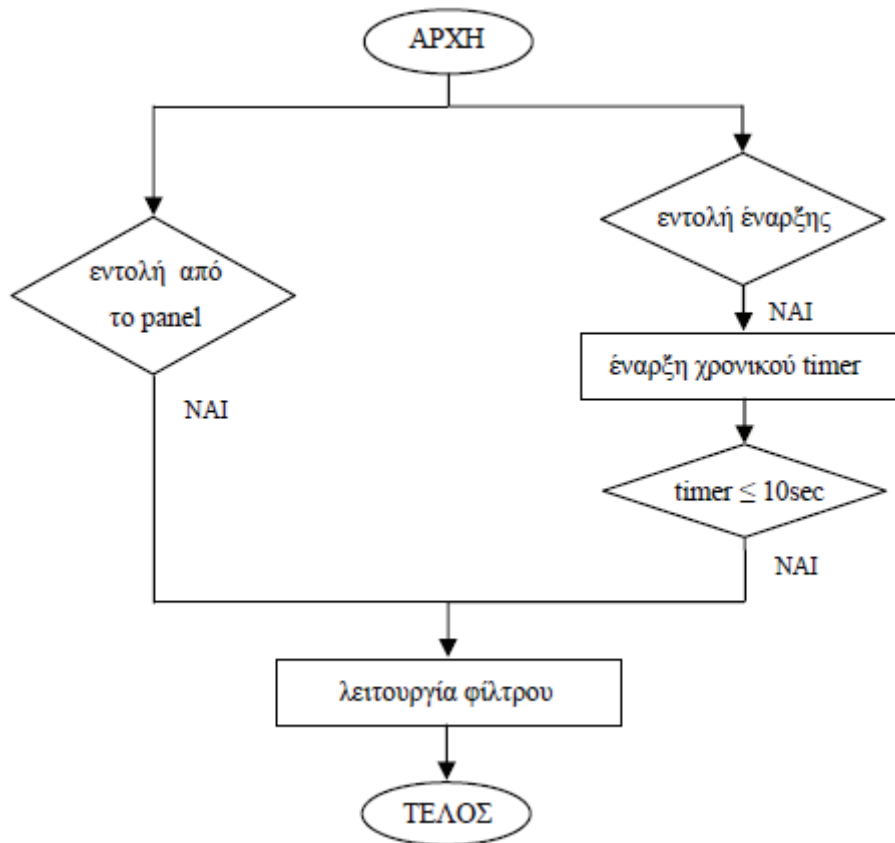 ΑΡΧΗ
εντολή από
το panel
ΝΑΙ
εντολή έναρξης
ΝΑΙ
έναρξη χρονικού timer
timer ≤ 10sec
ΝΑΙ
λειτουργία φίλτρου
ΤΕΛΟΣ